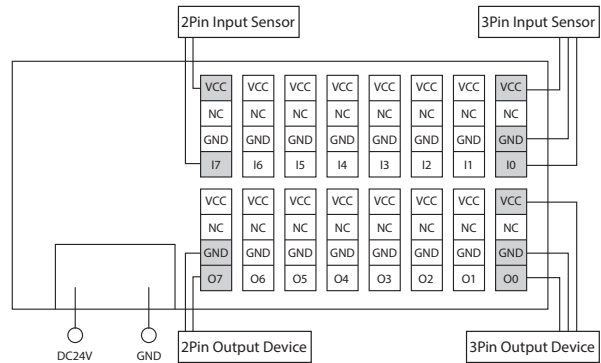 2Pin Input Sensor 3Pin Input Sensor
VCC VCC VCC VCC VCC VCC VCC VCC
NC NC NC NC NC NC NC NC
GND GND GND GND GND GND GND GND
I7 I6 I5 I4 I3 I2 I1 I0
VCC VCC VCC VCC VCC VCC VCC VCC
NC NC NC NC NC NC NC NC
GND GND GND GND GND GND GND GND
O7 O6 O5 O4 O3 O2 O1 O0
DC24V GND 2Pin Output Device 3Pin Output Device